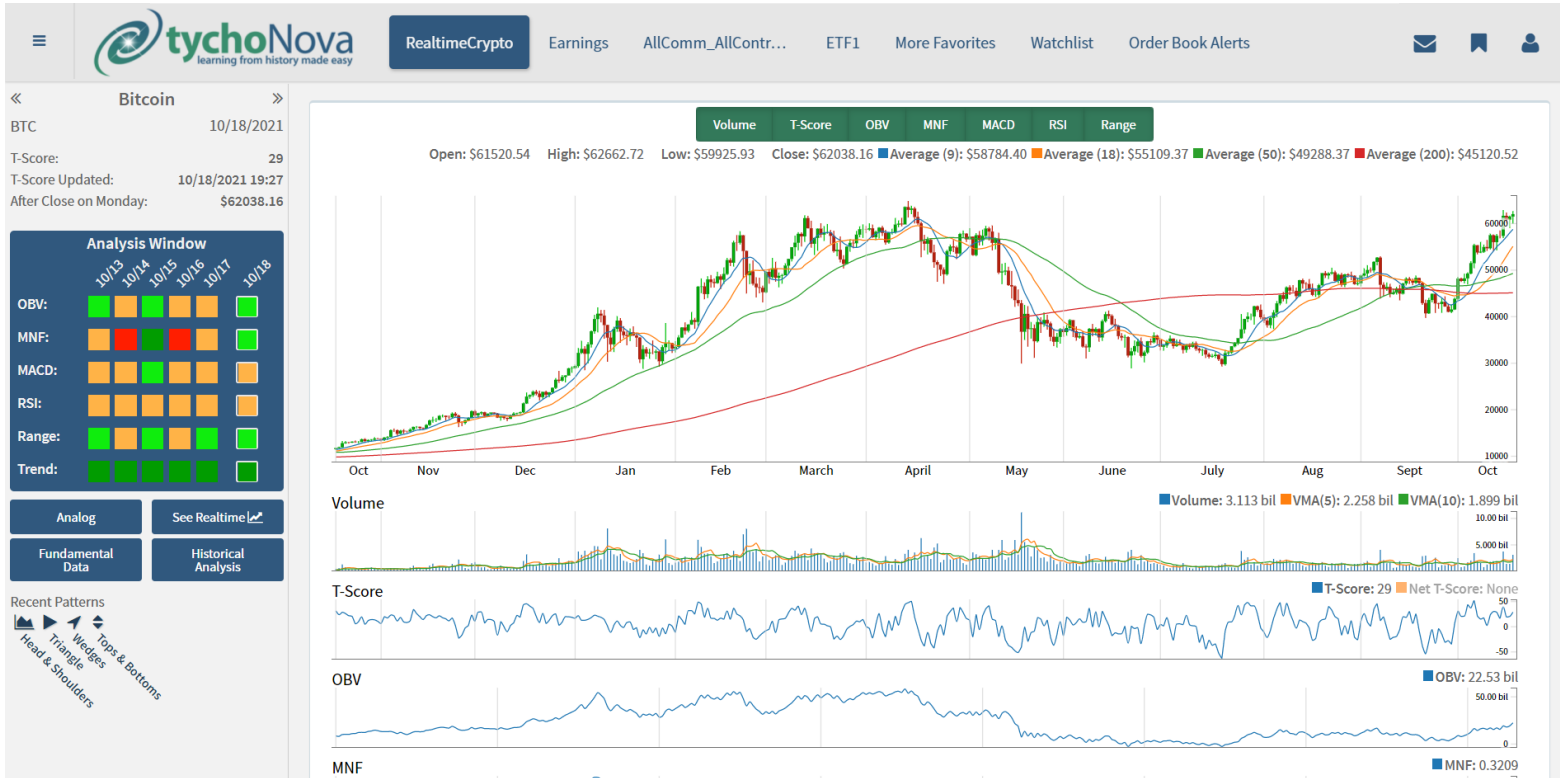 tychoNova
learning from history made easy
RealtimeCrypto Earnings AllComm_AllContr... ETF1 More Favorites Watchlist Order Book Alerts
Bitcoin
BTC 10/18/2021
T-Score: 29
T-Score Updated: 10/18/2021 19:27
After Close on Monday: $62038.16
Analysis Window
10/13 10/14 10/15 10/16 10/17 10/18
OBV:
MNF:
MACD:
RSI:
Range:
Trend:
Analog See Realtime
Fundamental Data Historical Analysis
Recent Patterns
Head & Shoulders
Triangle
Wedges
Tops & Bottoms
Volume T-Score OBV MNF MACD RSI Range
Open: $61520.54 High: $62662.72 Low: $59925.93 Close: $62038.16 Average (9): $58784.40 Average (18): $55109.37 Average (50): $49288.37 Average (200): $45120.52
60000
50000
40000
30000
20000
10000
Oct Nov Dec Jan Feb March April May June July Aug Sept Oct
Volume Volume: 3.113 bil VMA(5): 2.258 bil VMA(10): 1.899 bil
10.00 bil
5.000 bil
T-Score T-Score: 29 Net T-Score: None
50
0
-50
OBV OBV: 22.53 bil
50.00 bil
0
MNF MNF: 0.3209